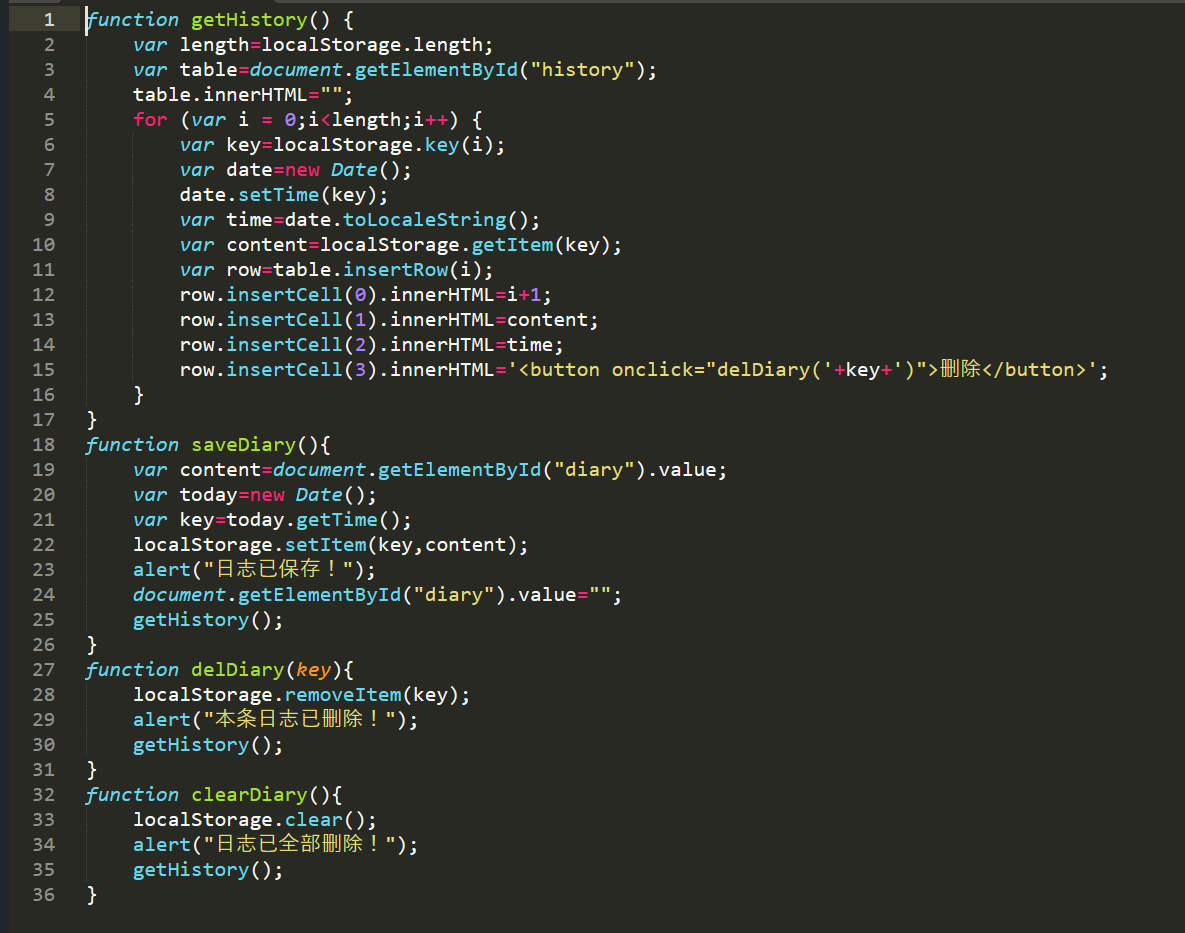 1 function getHistory() {
2     var length=localStorage.length;
3     var table=document.getElementById("history");
4     table.innerHTML="";
5     for (var i = 0;i<length;i++) {
6         var key=localStorage.key(i);
7         var date=new Date();
8         date.setTime(key);
9         var time=date.toLocaleString();
10         var content=localStorage.getItem(key);
11         var row=table.insertRow(i);
12         row.insertCell(0).innerHTML=i+1;
13         row.insertCell(1).innerHTML=content;
14         row.insertCell(2).innerHTML=time;
15         row.insertCell(3).innerHTML='<button onclick="delDiary('+key+')">删除</button>';
16     }
17 }
18 function saveDiary(){
19     var content=document.getElementById("diary").value;
20     var today=new Date();
21     var key=today.getTime();
22     localStorage.setItem(key,content);
23     alert("日志已保存！");
24     document.getElementById("diary").value="";
25     getHistory();
26 }
27 function delDiary(key){
28     localStorage.removeItem(key);
29     alert("本条日志已删除！");
30     getHistory();
31 }
32 function clearDiary(){
33     localStorage.clear();
34     alert("日志已全部删除！");
35     getHistory();
36 }